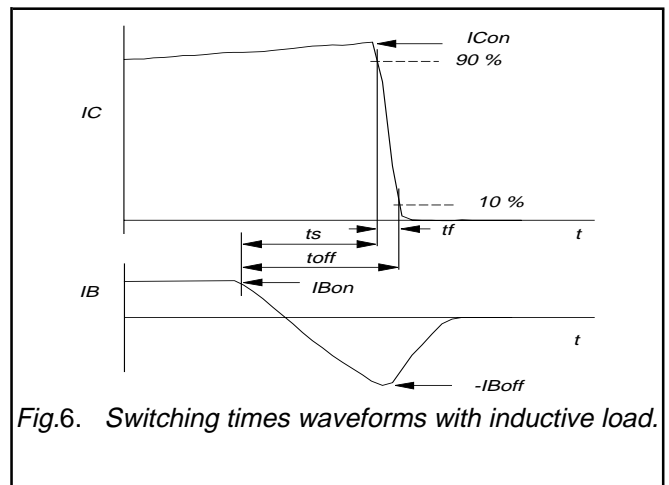 ICon
90 %
IC
10 %
ts
tf
t
toff
IB
IBon
t
-IBoff
Fig.6. Switching times waveforms with inductive load.